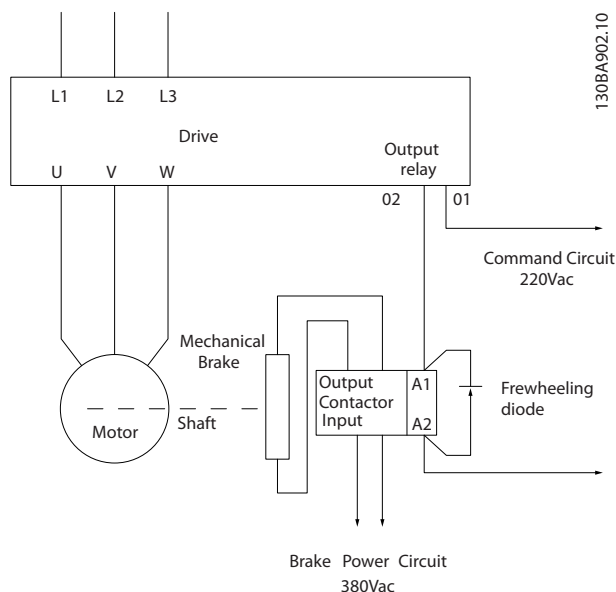 130BA902.10
L1 L2 L3
Drive
U V W
Output
relay
02 01
Command Circuit
220Vac
Mechanical
Brake
Output
Contactor
Input
A1
A2
Frewheeling
diode
Motor
Shaft
Brake Power Circuit
380Vac